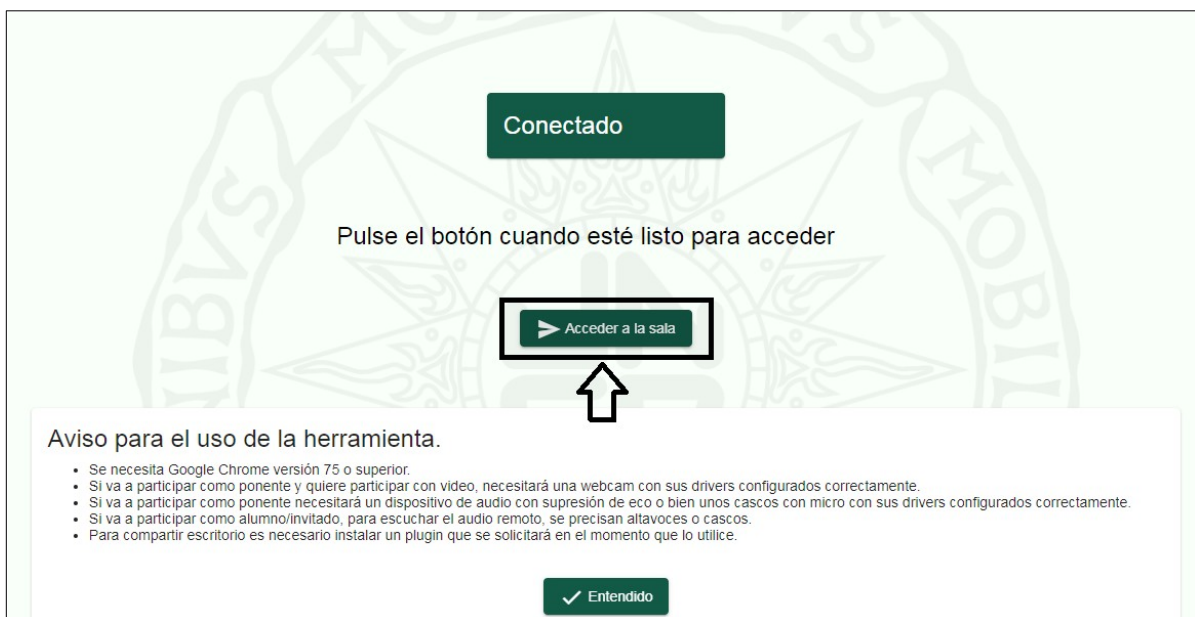 Conectado
Pulse el botón cuando esté listo para acceder
Acceder a la sala
Aviso para el uso de la herramienta.
• Se necesita Google Chrome versión 75 o superior.
• Si va a participar como ponente y quiere participar con video, necesitará una webcam con sus drivers configurados correctamente.
• Si va a participar como ponente necesitará un dispositivo de audio con supresión de eco o bien unos cascos con micro con sus drivers configurados correctamente.
• Si va a participar como alumno/invitado, para escuchar el audio remoto, se precisan altavoces o cascos.
• Para compartir escritorio es necesario instalar un plugin que se solicitará en el momento que lo utilice.
Entendido